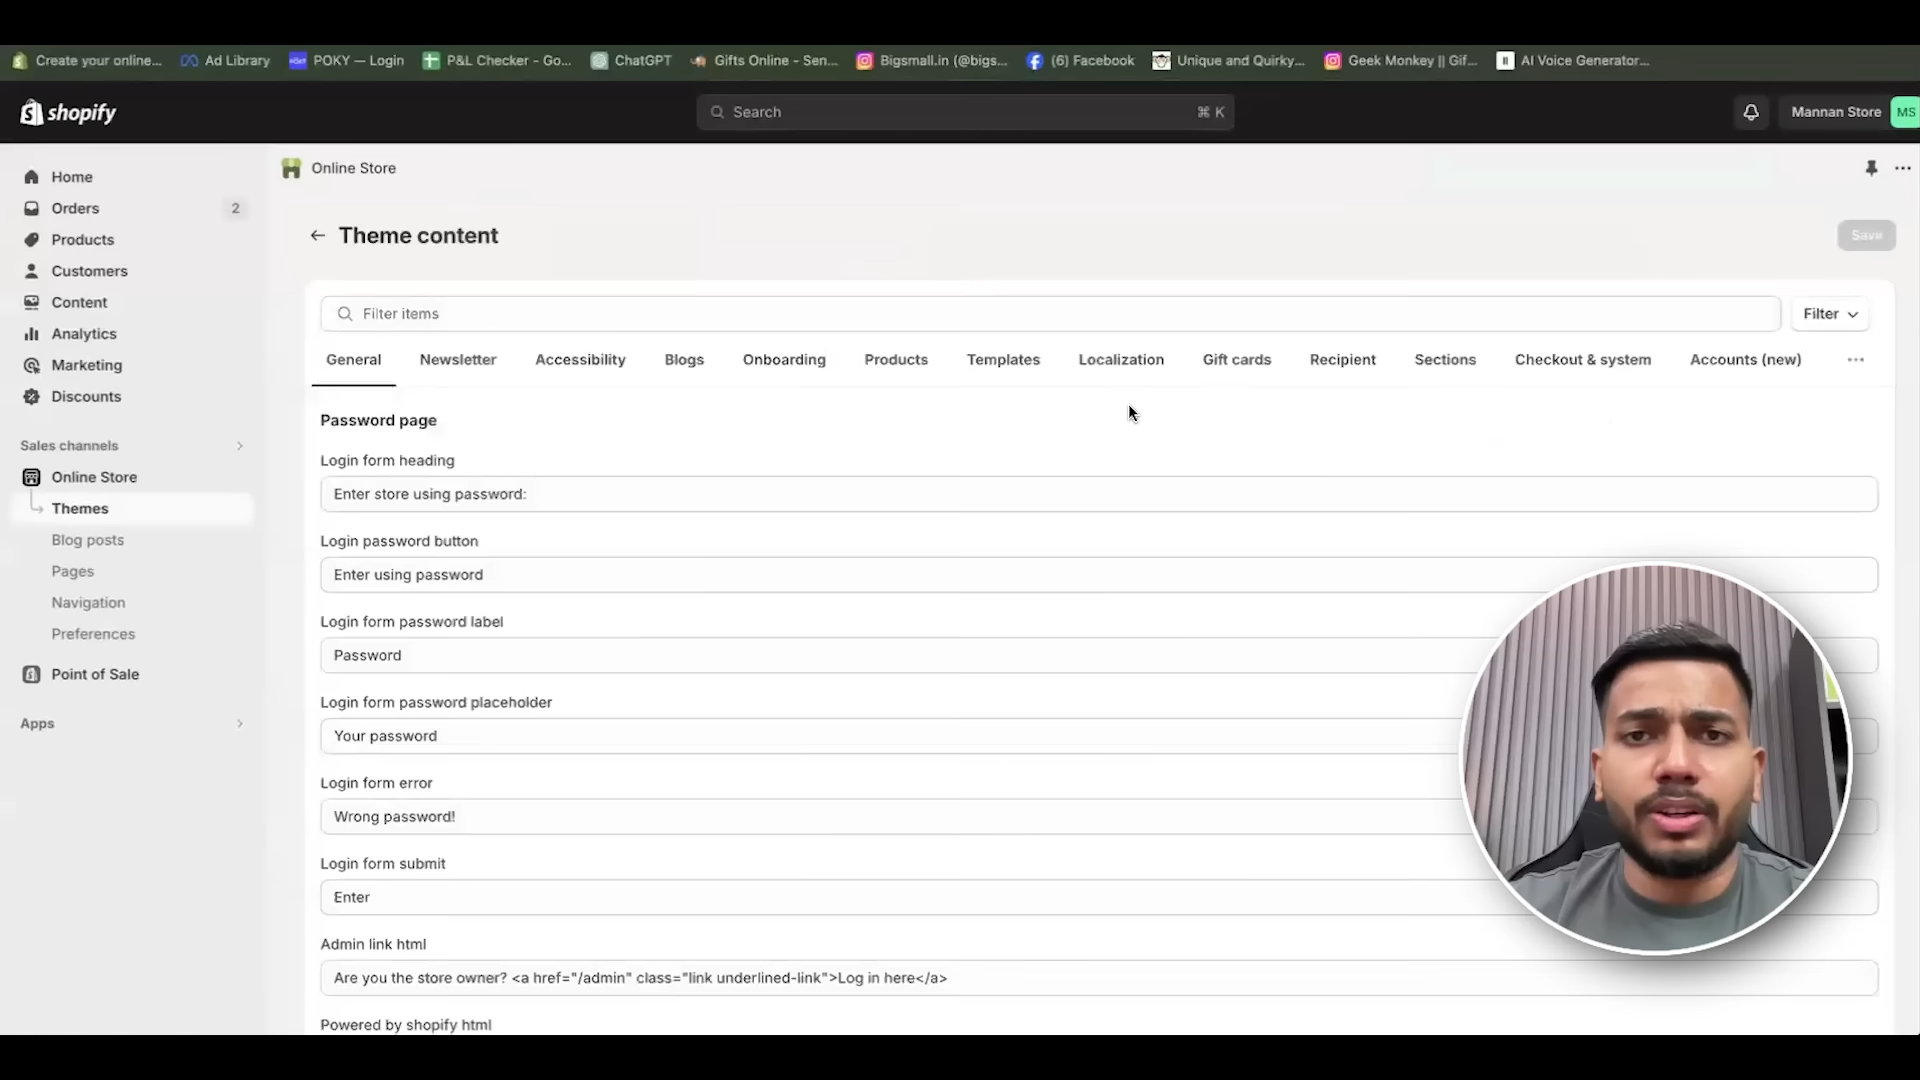 Create your online...
Ad Library
POKY — Login
P&L Checker - Go...
ChatGPT
Gifts Online - Sen...
Bigsmall.in (@bigs...
(6) Facebook
Unique and Quirky...
Geek Monkey || Gif...
AI Voice Generator...
shopify
Search
⌘ K
Mannan Store
MS
Home
Orders
2
Products
Customers
Content
Analytics
Marketing
Discounts
Sales channels
Online Store
Themes
Blog posts
Pages
Navigation
Preferences
Point of Sale
Apps
Online Store
Theme content
Save
Filter items
Filter
General
Newsletter
Accessibility
Blogs
Onboarding
Products
Templates
Localization
Gift cards
Recipient
Sections
Checkout & system
Accounts (new)
Password page
Login form heading
Enter store using password:
Login password button
Enter using password
Login form password label
Password
Login form password placeholder
Your password
Login form error
Wrong password!
Login form submit
Enter
Admin link html
Are you the store owner? <a href="/admin" class="link underlined-link">Log in here</a>
Powered by shopify html